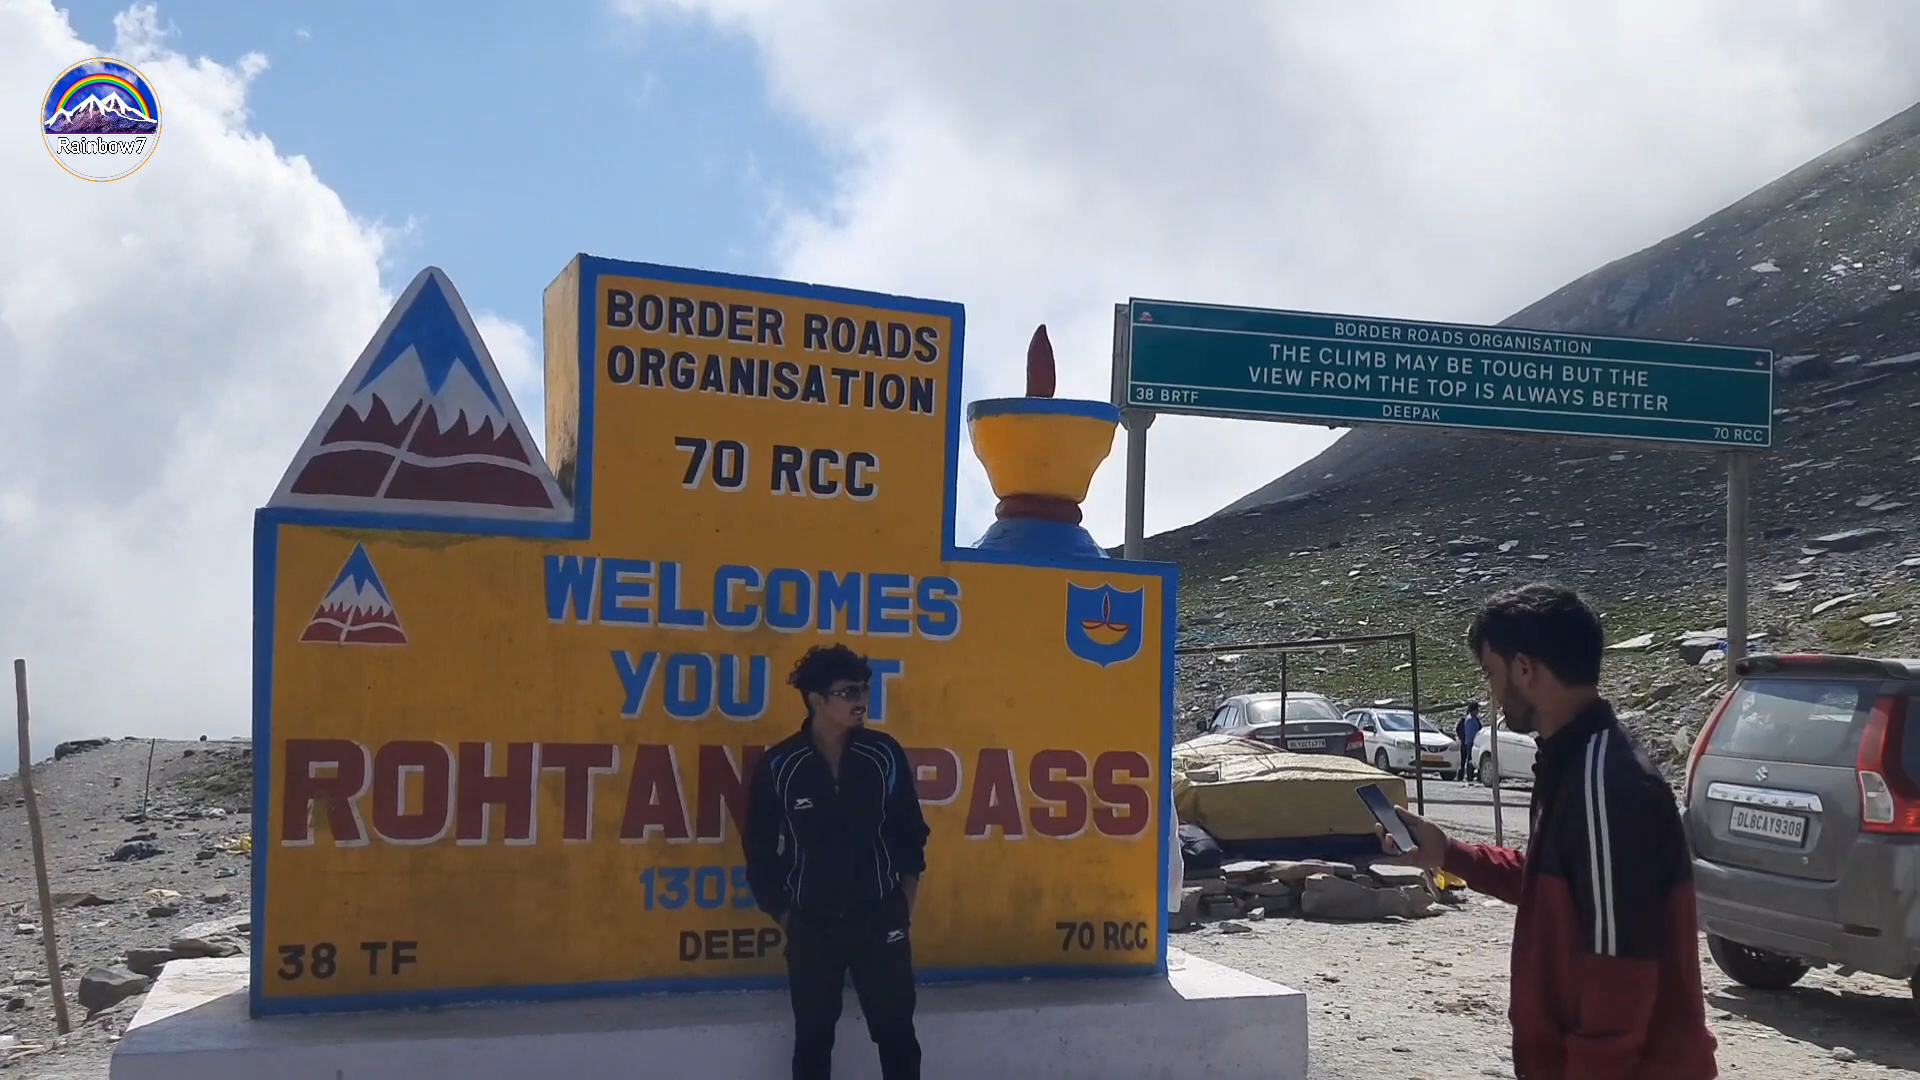 Rainbow7
BORDER ROADS
ORGANISATION
70 RCC
WELCOMES
YOU
ROHTAN PASS
1305
DEEP
38 TF
70 RCC
BORDER ROADS ORGANISATION
THE CLIMB MAY BE TOUGH BUT THE
VIEW FROM THE TOP IS ALWAYS BETTER
38 BRTF
DEEPAK
70 RCC
DL8CAY9308